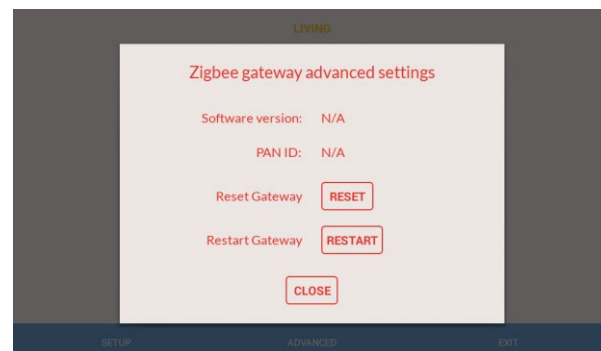 LIVING
Zigbee gateway advanced settings
Software version: N/A
PAN ID: N/A
Reset Gateway RESET
Restart Gateway RESTART
CLOSE
SETUP ADVANCED EXIT